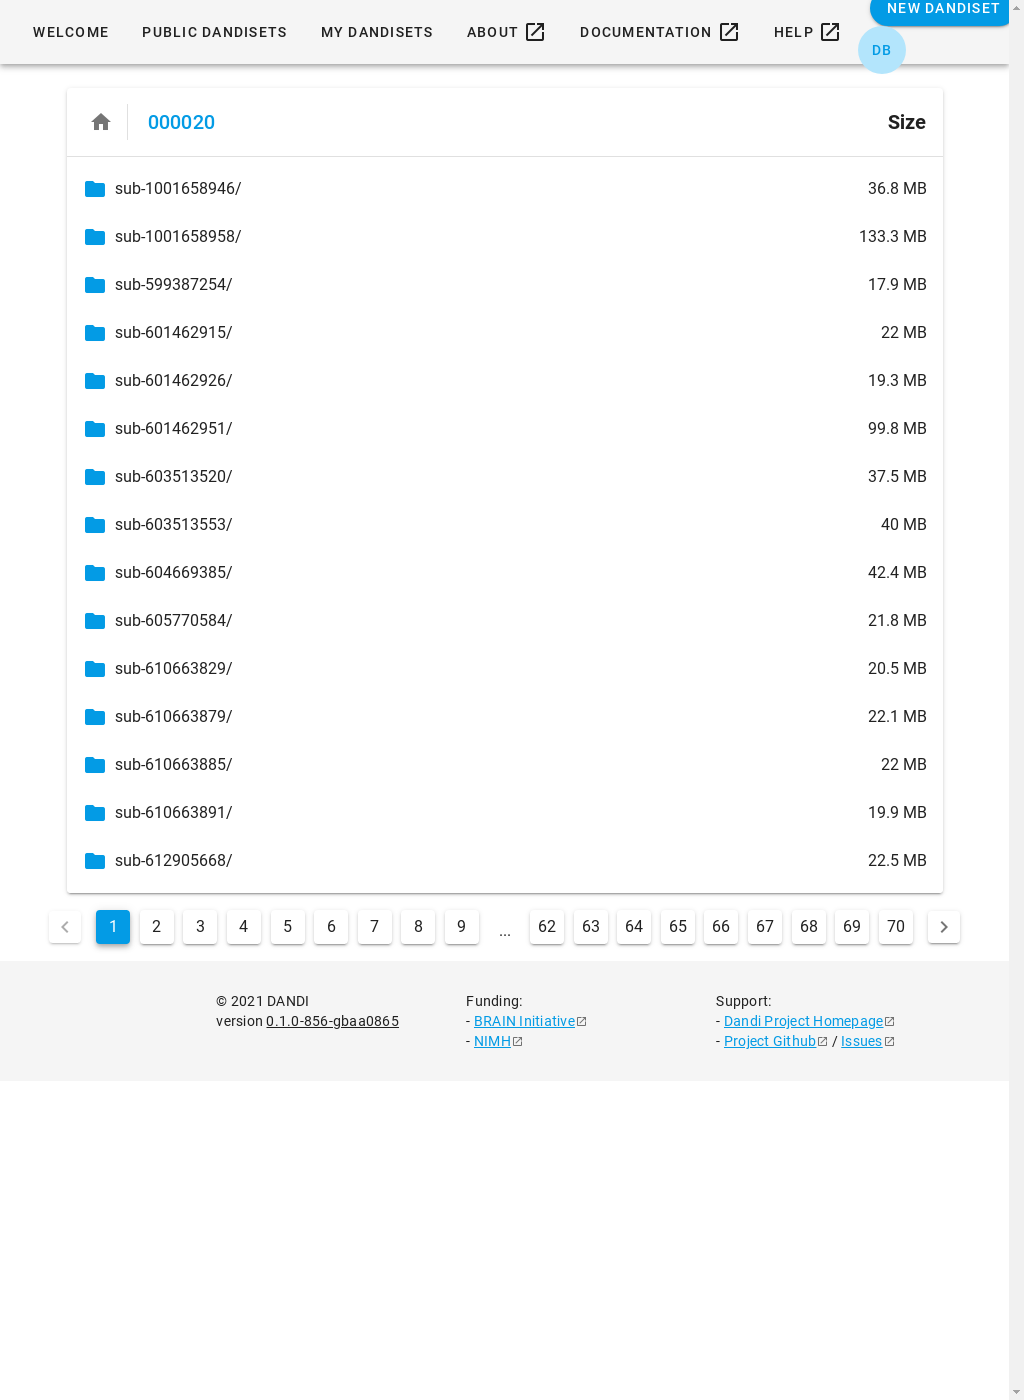 WELCOME PUBLIC DANDISETS MY DANDISETS ABOUT DOCUMENTATION HELP NEW DANDISET
DB
000020 Size
sub-1001658946/ 36.8 MB
sub-1001658958/ 133.3 MB
sub-599387254/ 17.9 MB
sub-601462915/ 22 MB
sub-601462926/ 19.3 MB
sub-601462951/ 99.8 MB
sub-603513520/ 37.5 MB
sub-603513553/ 40 MB
sub-604669385/ 42.4 MB
sub-605770584/ 21.8 MB
sub-610663829/ 20.5 MB
sub-610663879/ 22.1 MB
sub-610663885/ 22 MB
sub-610663891/ 19.9 MB
sub-612905668/ 22.5 MB
1 2 3 4 5 6 7 8 9 ... 62 63 64 65 66 67 68 69 70
© 2021 DANDI
version 0.1.0-856-gbaa0865
Funding:
- BRAIN Initiative
- NIMH
Support:
- Dandi Project Homepage
- Project Github / Issues